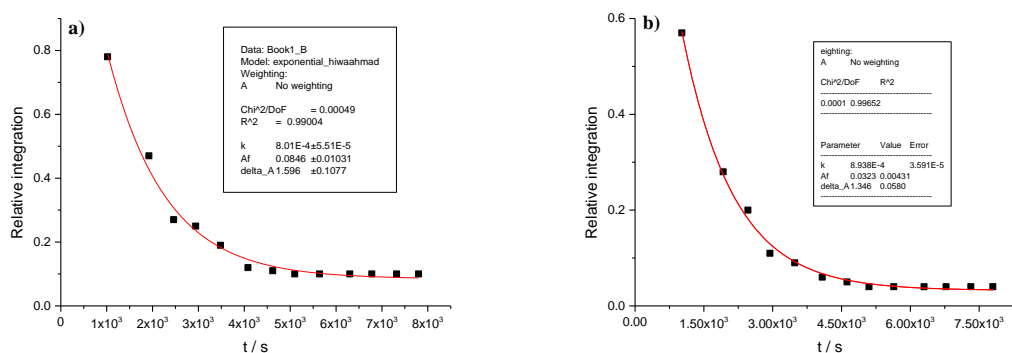 a)
Relative integration
0.8
0.6
0.4
0.2
0.0
0
1x10³
2x10³
3x10³
4x10³
5x10³
6x10³
7x10³
8x10³
t / s
Data: Book1_B
Model: exponential_hiwaahmad
Weighting:
A No weighting
Chi^2/DoF = 0.00049
R^2 = 0.99004
k 8.01E-4±5.51E-5
Af 0.0846 ±0.01031
delta_A 1.596 ±0.1077
b)
Relative integration
0.6
0.4
0.2
0.0
0.00
1.50x10³
3.00x10³
4.50x10³
6.00x10³
7.50x10³
t / s
eighting:
A No weighting
Chi^2/DoF R^2
----------------------------------------
0.0001 0.99652
----------------------------------------
Parameter Value Error
----------------------------------------
k 8.938E-4 3.591E-5
Af 0.0323 0.00431
delta_A 1.346 0.0580
----------------------------------------